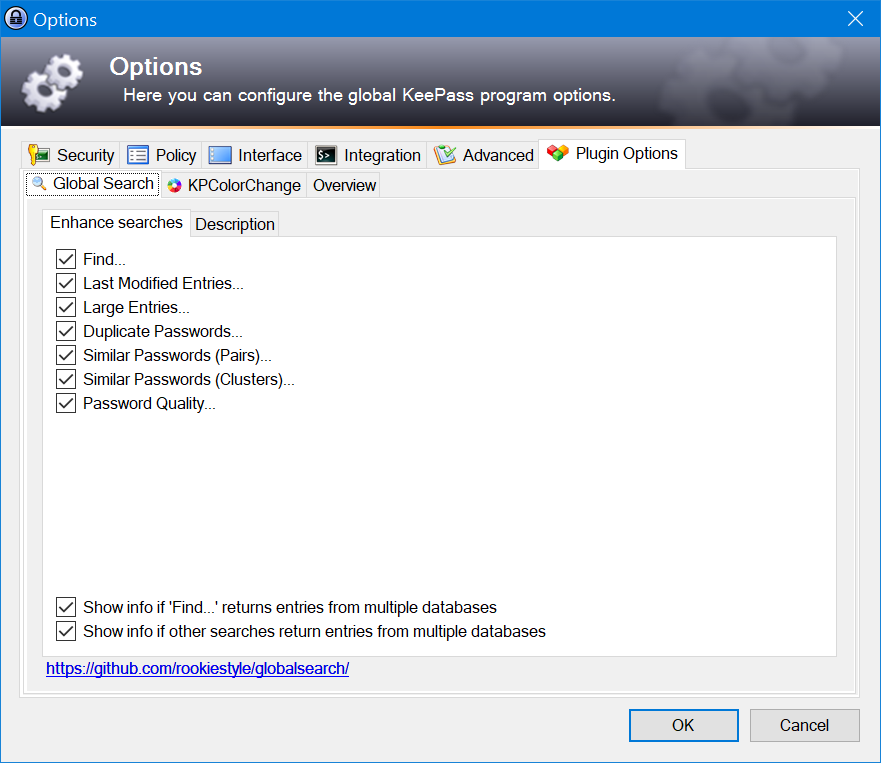 Options
Options
Here you can configure the global KeePass program options.
Security Policy Interface Integration Advanced Plugin Options
Global Search KPColorChange Overview
Enhance searches Description
Find...
Last Modified Entries...
Large Entries...
Duplicate Passwords...
Similar Passwords (Pairs)...
Similar Passwords (Clusters)...
Password Quality...
Show info if 'Find...' returns entries from multiple databases
Show info if other searches return entries from multiple databases
https://github.com/rookiestyle/globalsearch/
OK Cancel